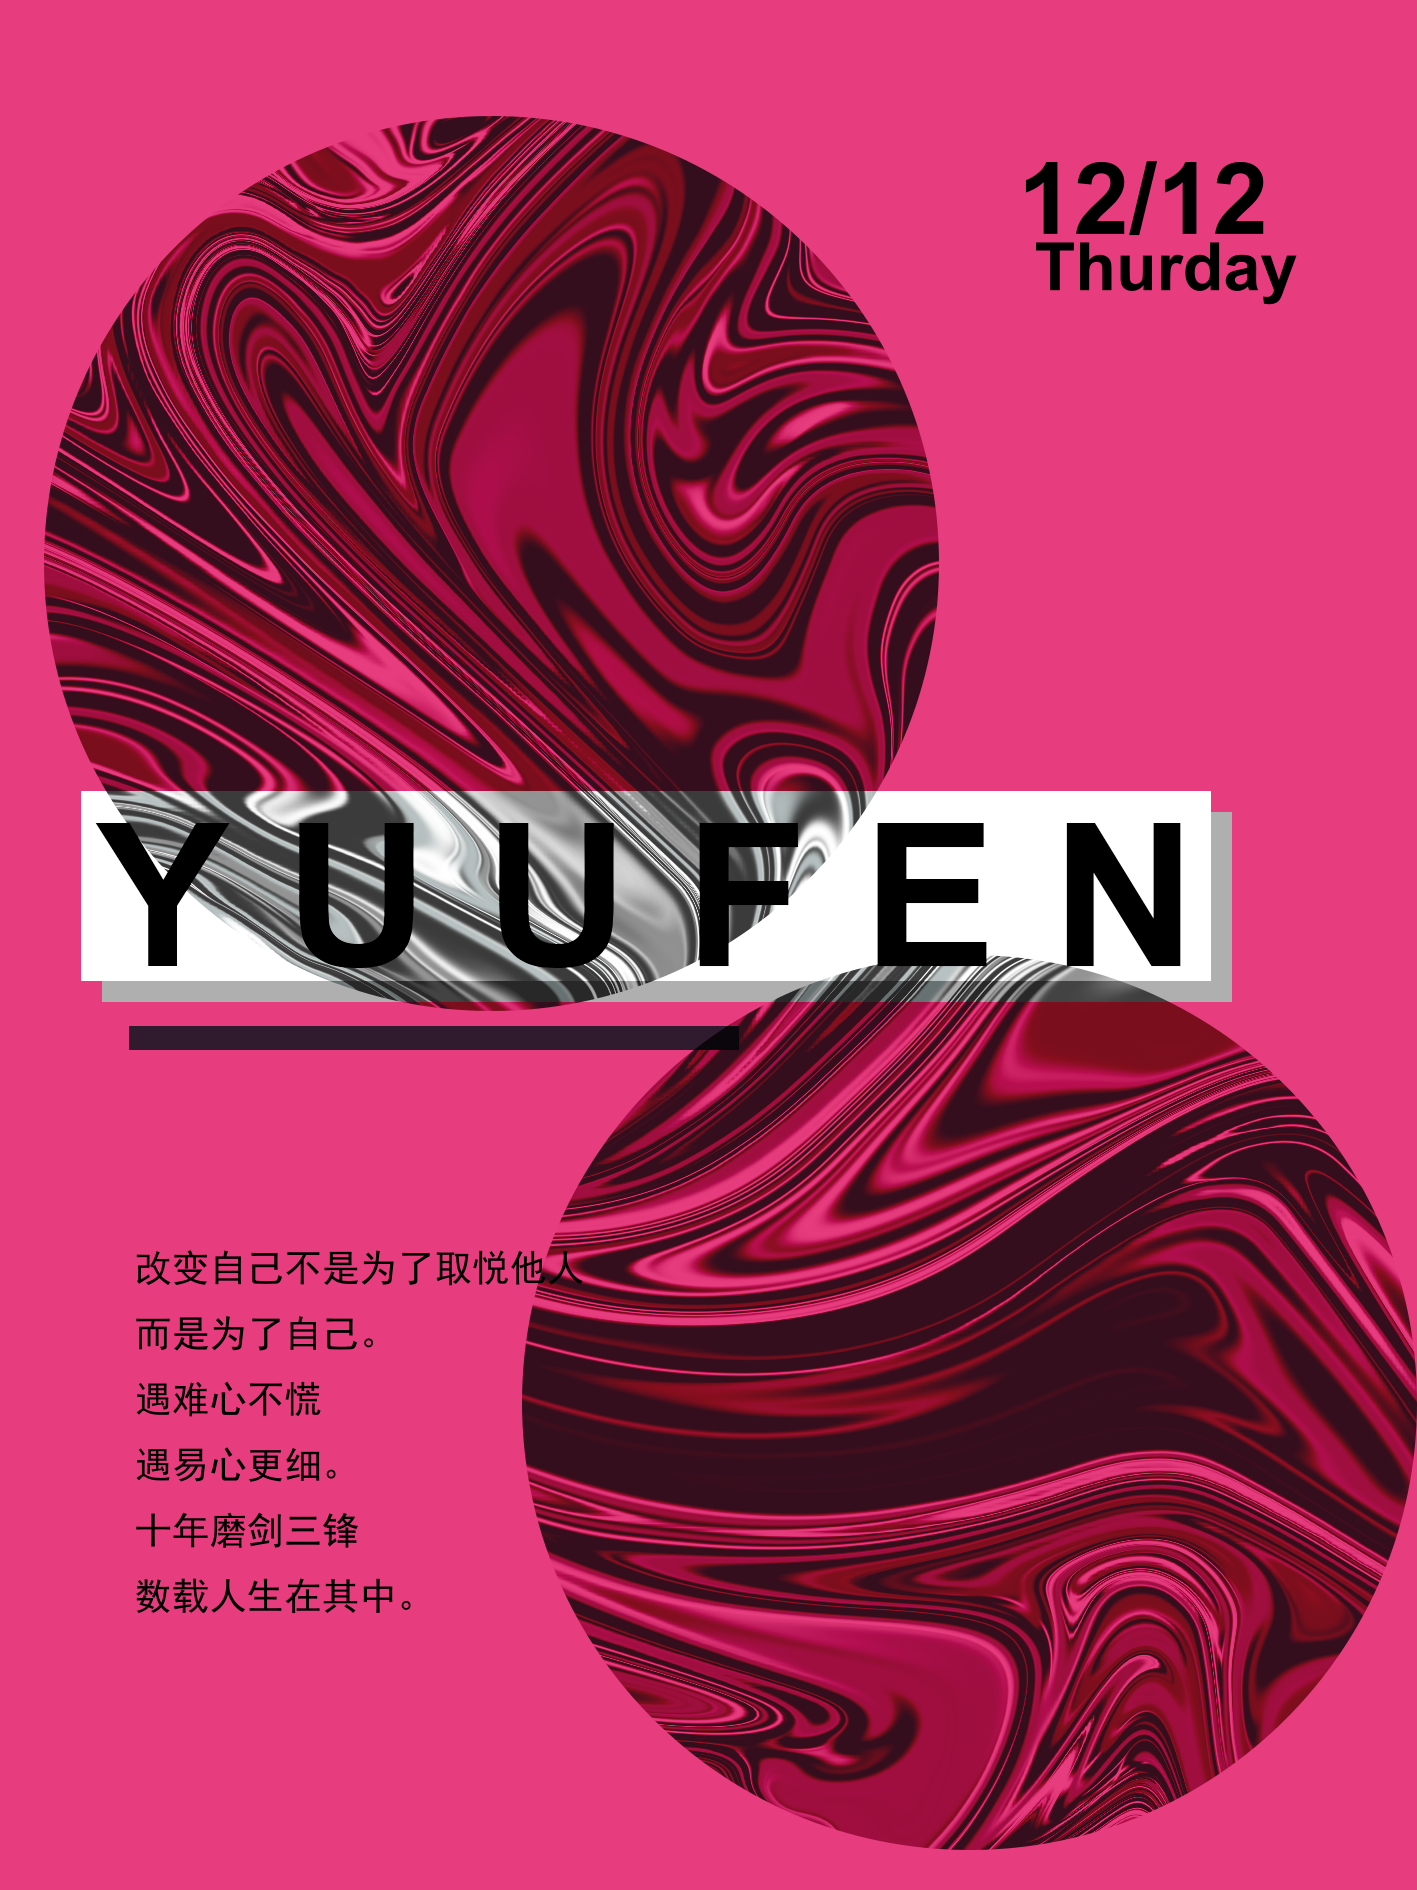 12/12
Thurday
YUUFEN
改变自己不是为了取悦他人
而是为了自己。
遇难心不慌
遇易心更细。
十年磨剑三锋
数载人生在其中。